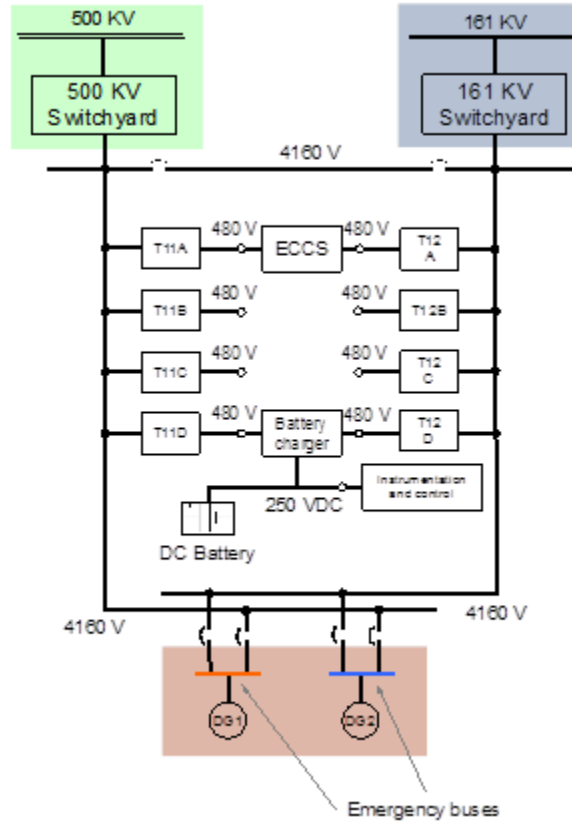 500 KV
161 KV
500 KV
Switchyard
161 KV
Switchyard
4160 V
480 V
480 V
T11A
ECCS
T12
A
480 V
480 V
T11B
T12B
480 V
480 V
T11C
T12
C
480 V
480 V
T11D
Battery
charger
T12
D
Instrumentation
and control
250 VDC
DC Battery
4160 V
4160 V
DG1
DG2
Emergency buses